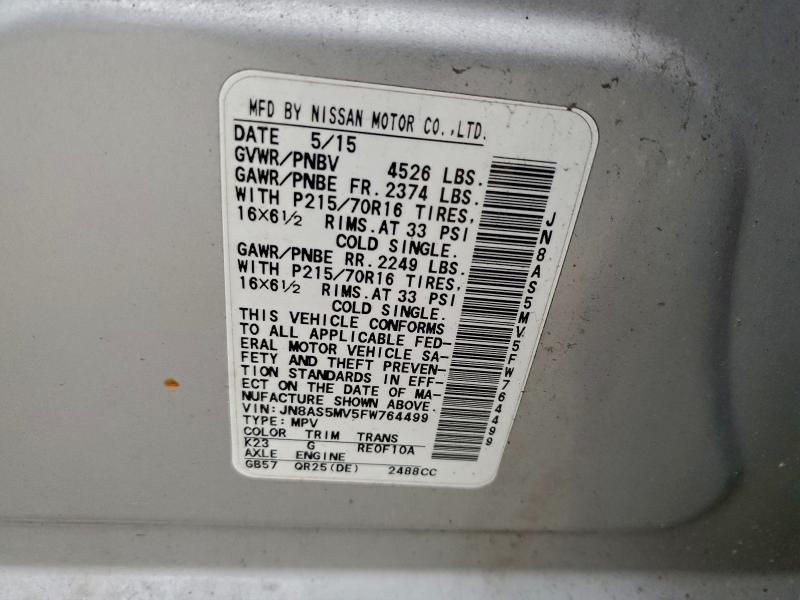 MFD BY NISSAN MOTOR CO.,LTD.
DATE 5/15
GVWR/PNBV 4526 LBS.
GAWR/PNBE FR. 2374 LBS.
WITH P215/70R16 TIRES,
16X6½ RIMS.AT 33 PSI
COLD SINGLE.
GAWR/PNBE RR. 2249 LBS.
WITH P215/70R16 TIRES,
16X6½ RIMS.AT 33 PSI
COLD SINGLE.
THIS VEHICLE CONFORMS
TO ALL APPLICABLE FED-
ERAL MOTOR VEHICLE SA-
FETY AND THEFT PREVEN-
TION STANDARDS IN EFF-
ECT ON THE DATE OF MA-
NUFACTURE SHOWN ABOVE.
VIN: JN8AS5MV5FW764499
TYPE: MPV
COLOR TRIM TRANS
K23 G RE0F10A
AXLE ENGINE
GB57 QR25(DE) 2488CC
JN8AS5MV5FW764499